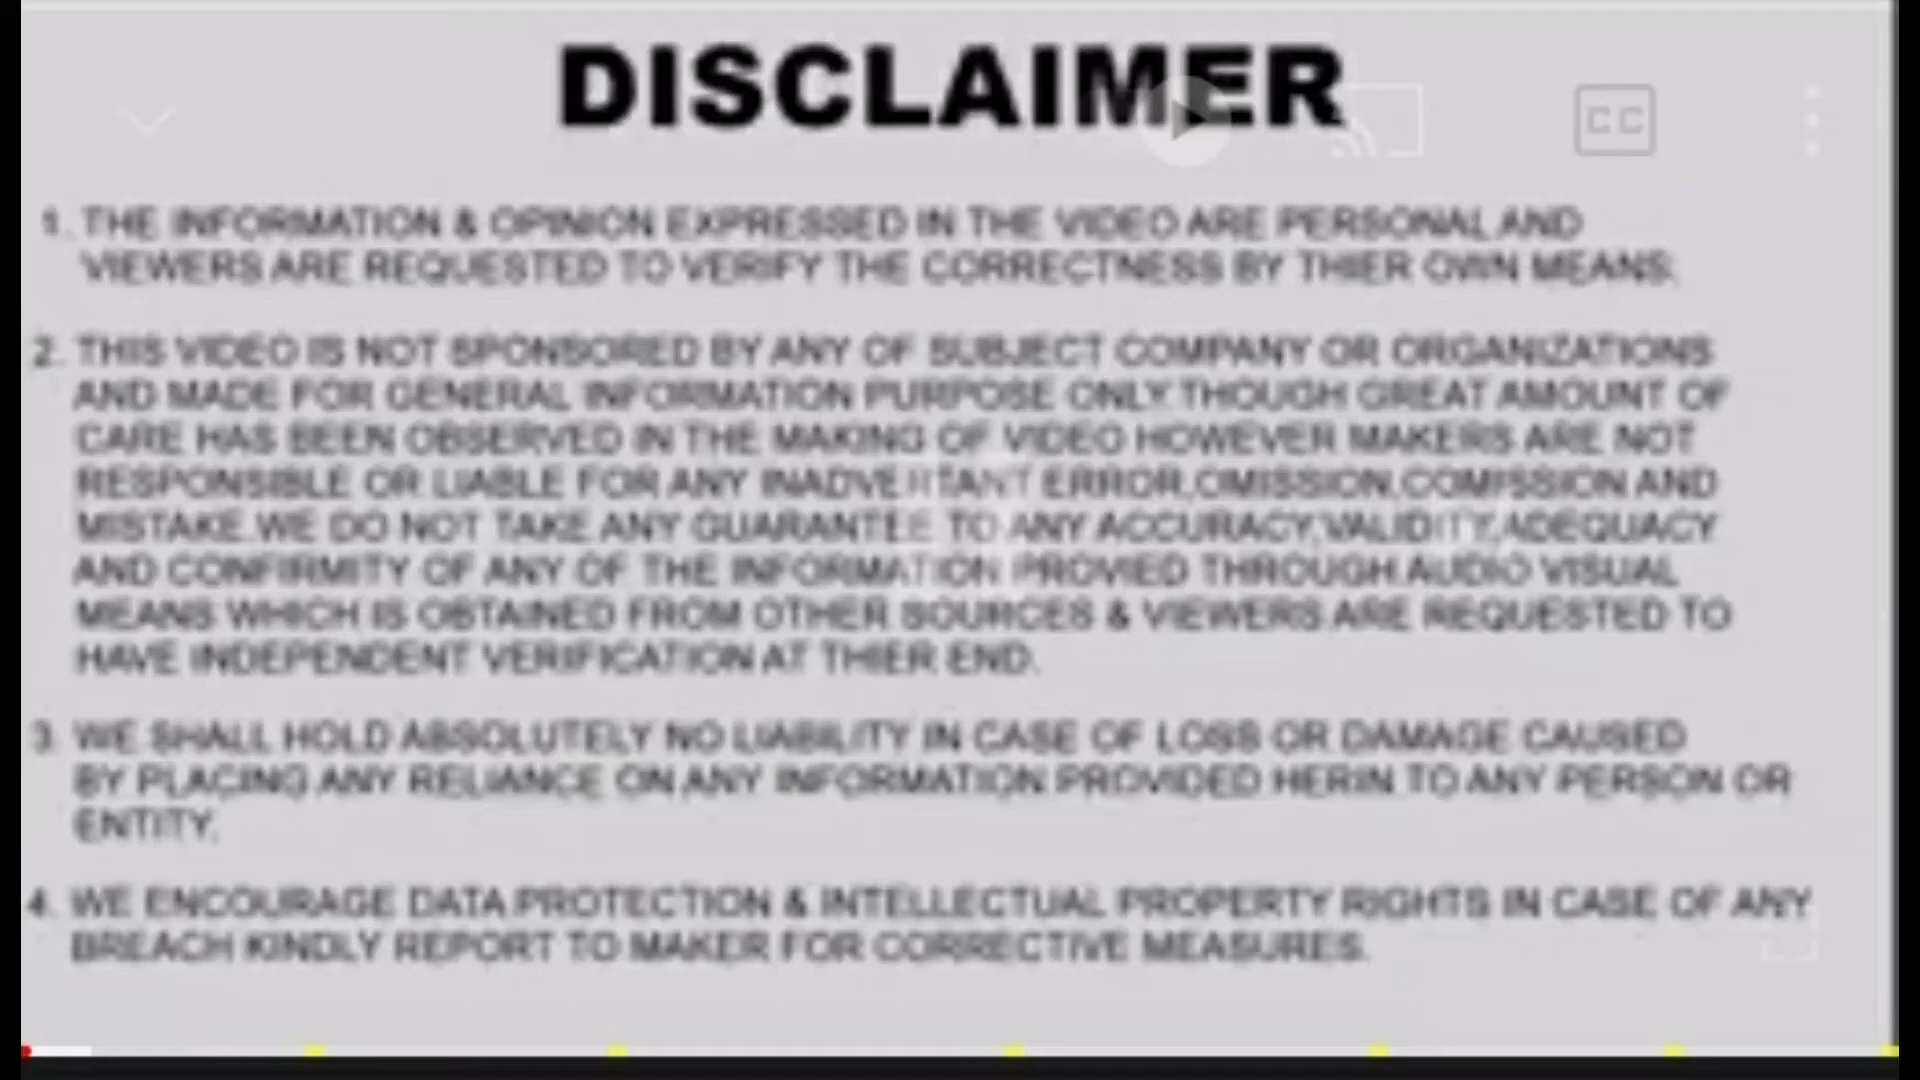 DISCLAIMER
CC
1. THE INFORMATION & OPINION EXPRESSED IN THE VIDEO ARE PERSONAL AND
VIEWERS ARE REQUESTED TO VERIFY THE CORRECTNESS BY THIER OWN MEANS.
2. THIS VIDEO IS NOT SPONSORED BY ANY OF SUBJECT COMPANY OR ORGANIZATIONS
AND MADE FOR GENERAL INFORMATION PURPOSE ONLY.THOUGH GREAT AMOUNT OF
CARE HAS BEEN OBSERVED IN THE MAKING OF VIDEO HOWEVER MAKERS ARE NOT
RESPONSIBLE OR LIABLE FOR ANY INADVERTANT ERROR,OMISSION,COMISSION AND
MISTAKE.WE DO NOT TAKE ANY GUARANTEE TO ANY ACCURACY,VALIDITY,ADEQUACY
AND CONFIRMITY OF ANY OF THE INFORMATION PROVIED THROUGH AUDIO VISUAL
MEANS WHICH IS OBTAINED FROM OTHER SOURCES & VIEWERS ARE REQUESTED TO
HAVE INDEPENDENT VERIFICATION AT THIER END.
3. WE SHALL HOLD ABSOLUTELY NO LIABILITY IN CASE OF LOSS OR DAMAGE CAUSED
BY PLACING ANY RELIANCE ON ANY INFORMATION PROVIDED HERIN TO ANY PERSON OR
ENTITY.
4. WE ENCOURAGE DATA PROTECTION & INTELLECTUAL PROPERTY RIGHTS IN CASE OF ANY
BREACH KINDLY REPORT TO MAKER FOR CORRECTIVE MEASURES.